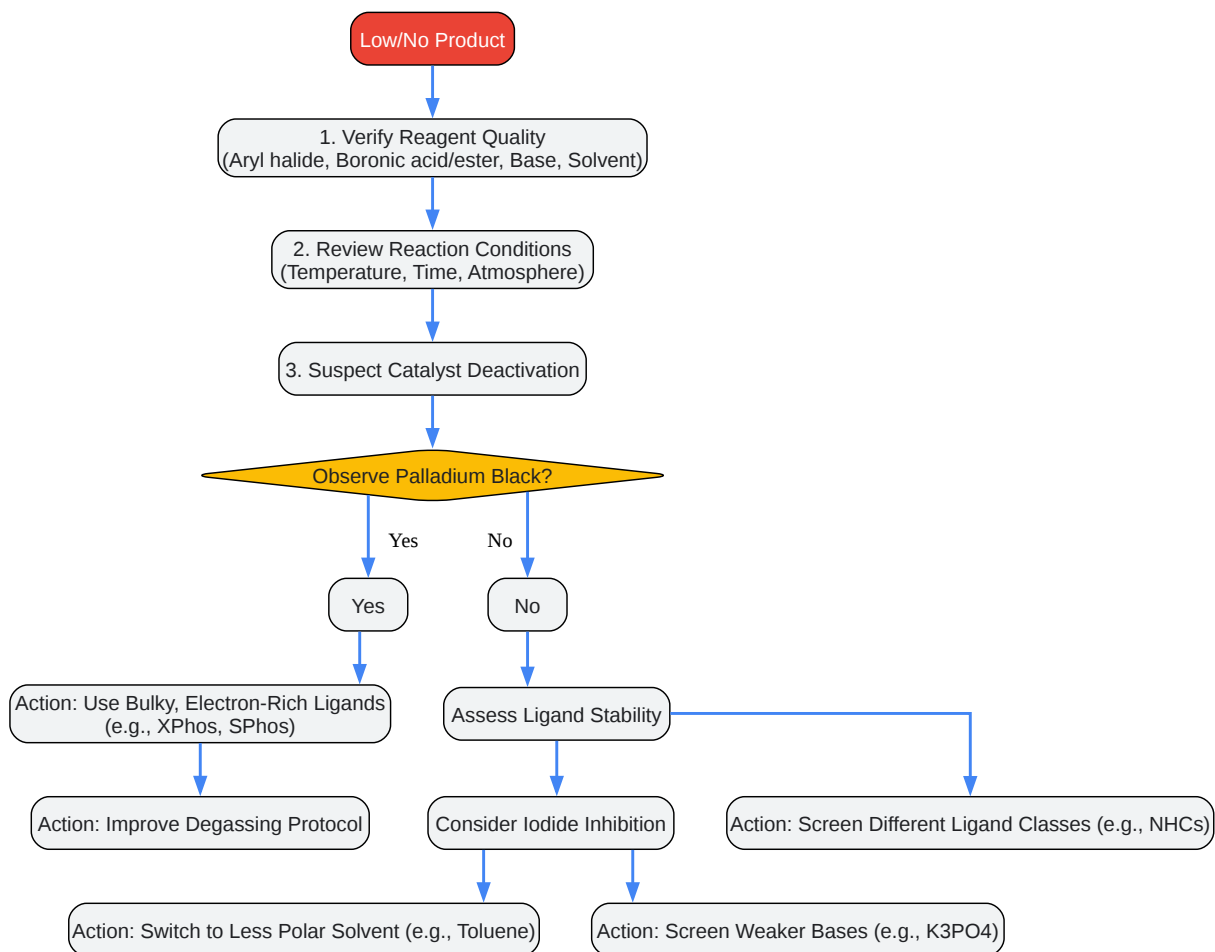 Low/No Product
1. Verify Reagent Quality
(Aryl halide, Boronic acid/ester, Base, Solvent)
2. Review Reaction Conditions
(Temperature, Time, Atmosphere)
3. Suspect Catalyst Deactivation
Observe Palladium Black?
Yes
No
Yes
No
Action: Use Bulky, Electron-Rich Ligands
(e.g., XPhos, SPhos)
Assess Ligand Stability
Action: Improve Degassing Protocol
Consider Iodide Inhibition
Action: Screen Different Ligand Classes (e.g., NHCs)
Action: Switch to Less Polar Solvent (e.g., Toluene)
Action: Screen Weaker Bases (e.g., K3PO4)